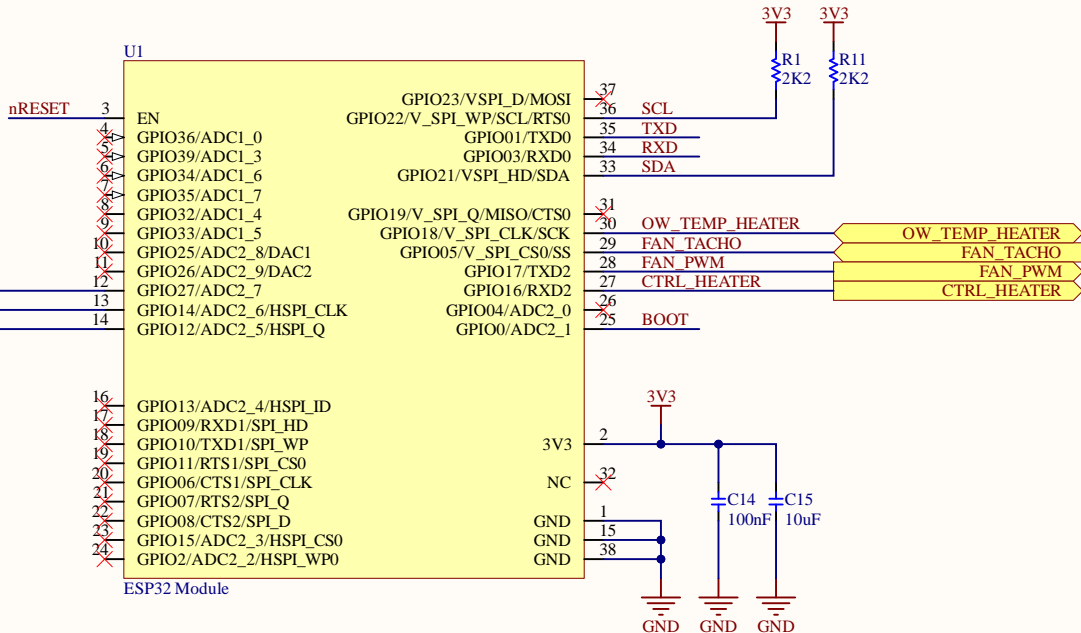 3V3
3V3
R1
2K2
R11
2K2
U1
nRESET
3
EN
4
GPIO36/ADC1_0
5
GPIO39/ADC1_3
6
GPIO34/ADC1_6
7
GPIO35/ADC1_7
8
GPIO32/ADC1_4
9
GPIO33/ADC1_5
10
GPIO25/ADC2_8/DAC1
11
GPIO26/ADC2_9/DAC2
12
GPIO27/ADC2_7
13
GPIO14/ADC2_6/HSPI_CLK
14
GPIO12/ADC2_5/HSPI_Q
16
GPIO13/ADC2_4/HSPI_ID
17
GPIO09/RXD1/SPI_HD
18
GPIO10/TXD1/SPI_WP
19
GPIO11/RTS1/SPI_CS0
20
GPIO06/CTS1/SPI_CLK
21
GPIO07/RTS2/SPI_Q
22
GPIO08/CTS2/SPI_D
23
GPIO15/ADC2_3/HSPI_CS0
24
GPIO2/ADC2_2/HSPI_WP0
GPIO23/VSPI_D/MOSI
37
GPIO22/V_SPI_WP/SCL/RTS0
36
SCL
GPIO01/TXD0
35
TXD
GPIO03/RXD0
34
RXD
GPIO21/VSPI_HD/SDA
33
SDA
GPIO19/V_SPI_Q/MISO/CTS0
31
GPIO18/V_SPI_CLK/SCK
30
OW_TEMP_HEATER
OW_TEMP_HEATER
GPIO05/V_SPI_CS0/SS
29
FAN_TACHO
FAN_TACHO
GPIO17/TXD2
28
FAN_PWM
FAN_PWM
GPIO16/RXD2
27
CTRL_HEATER
CTRL_HEATER
GPIO04/ADC2_0
26
GPIO0/ADC2_1
25
BOOT
3V3
3V3
2
NC
32
GND
1
GND
15
GND
38
C14
100nF
C15
10uF
GND
GND
GND
ESP32 Module